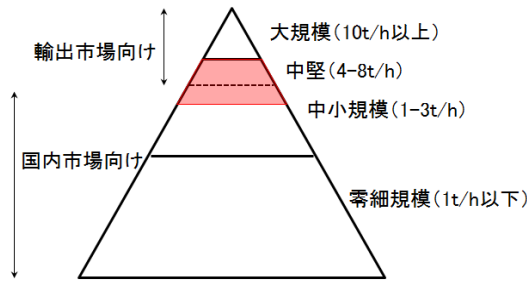 大規模(10t/h以上)
輸出市場向け
中堅(4-8t/h)
中小規模(1-3t/h)
国内市場向け
零細規模(1t/h以下)